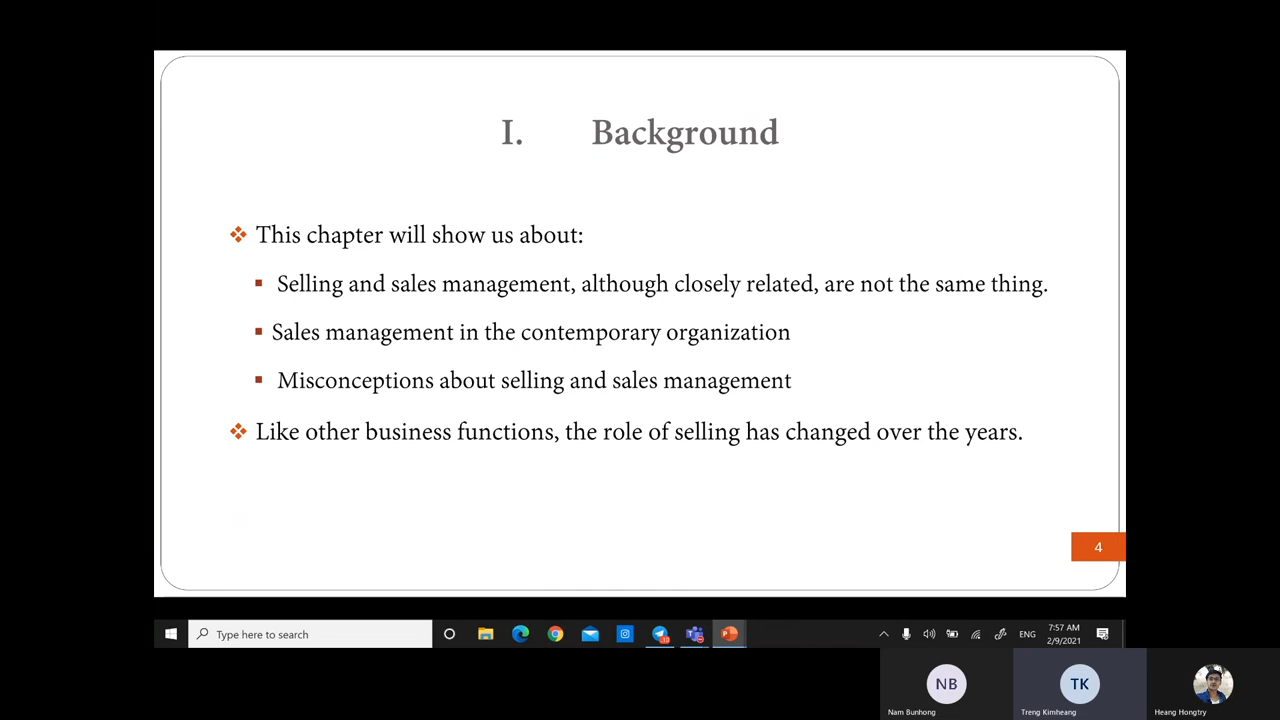 I. Background
This chapter will show us about:
Selling and sales management, although closely related, are not the same thing.
Sales management in the contemporary organization
Misconceptions about selling and sales management
Like other business functions, the role of selling has changed over the years.
4
Type here to search
ENG
7:57 AM
2/9/2021
NB
TK
Nam Bunhong
Treng Kimheang
Heang Hongtry